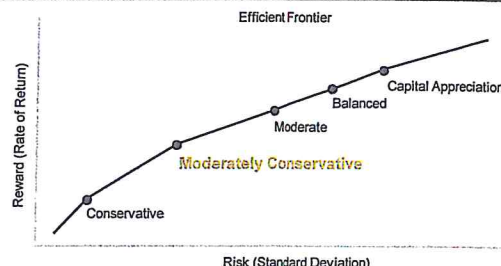 Efficient Frontier
Reward (Rate of Return)
Capital Appreciation
Balanced
Moderate
Moderately Conservative
Conservative
Risk (Standard Deviation)